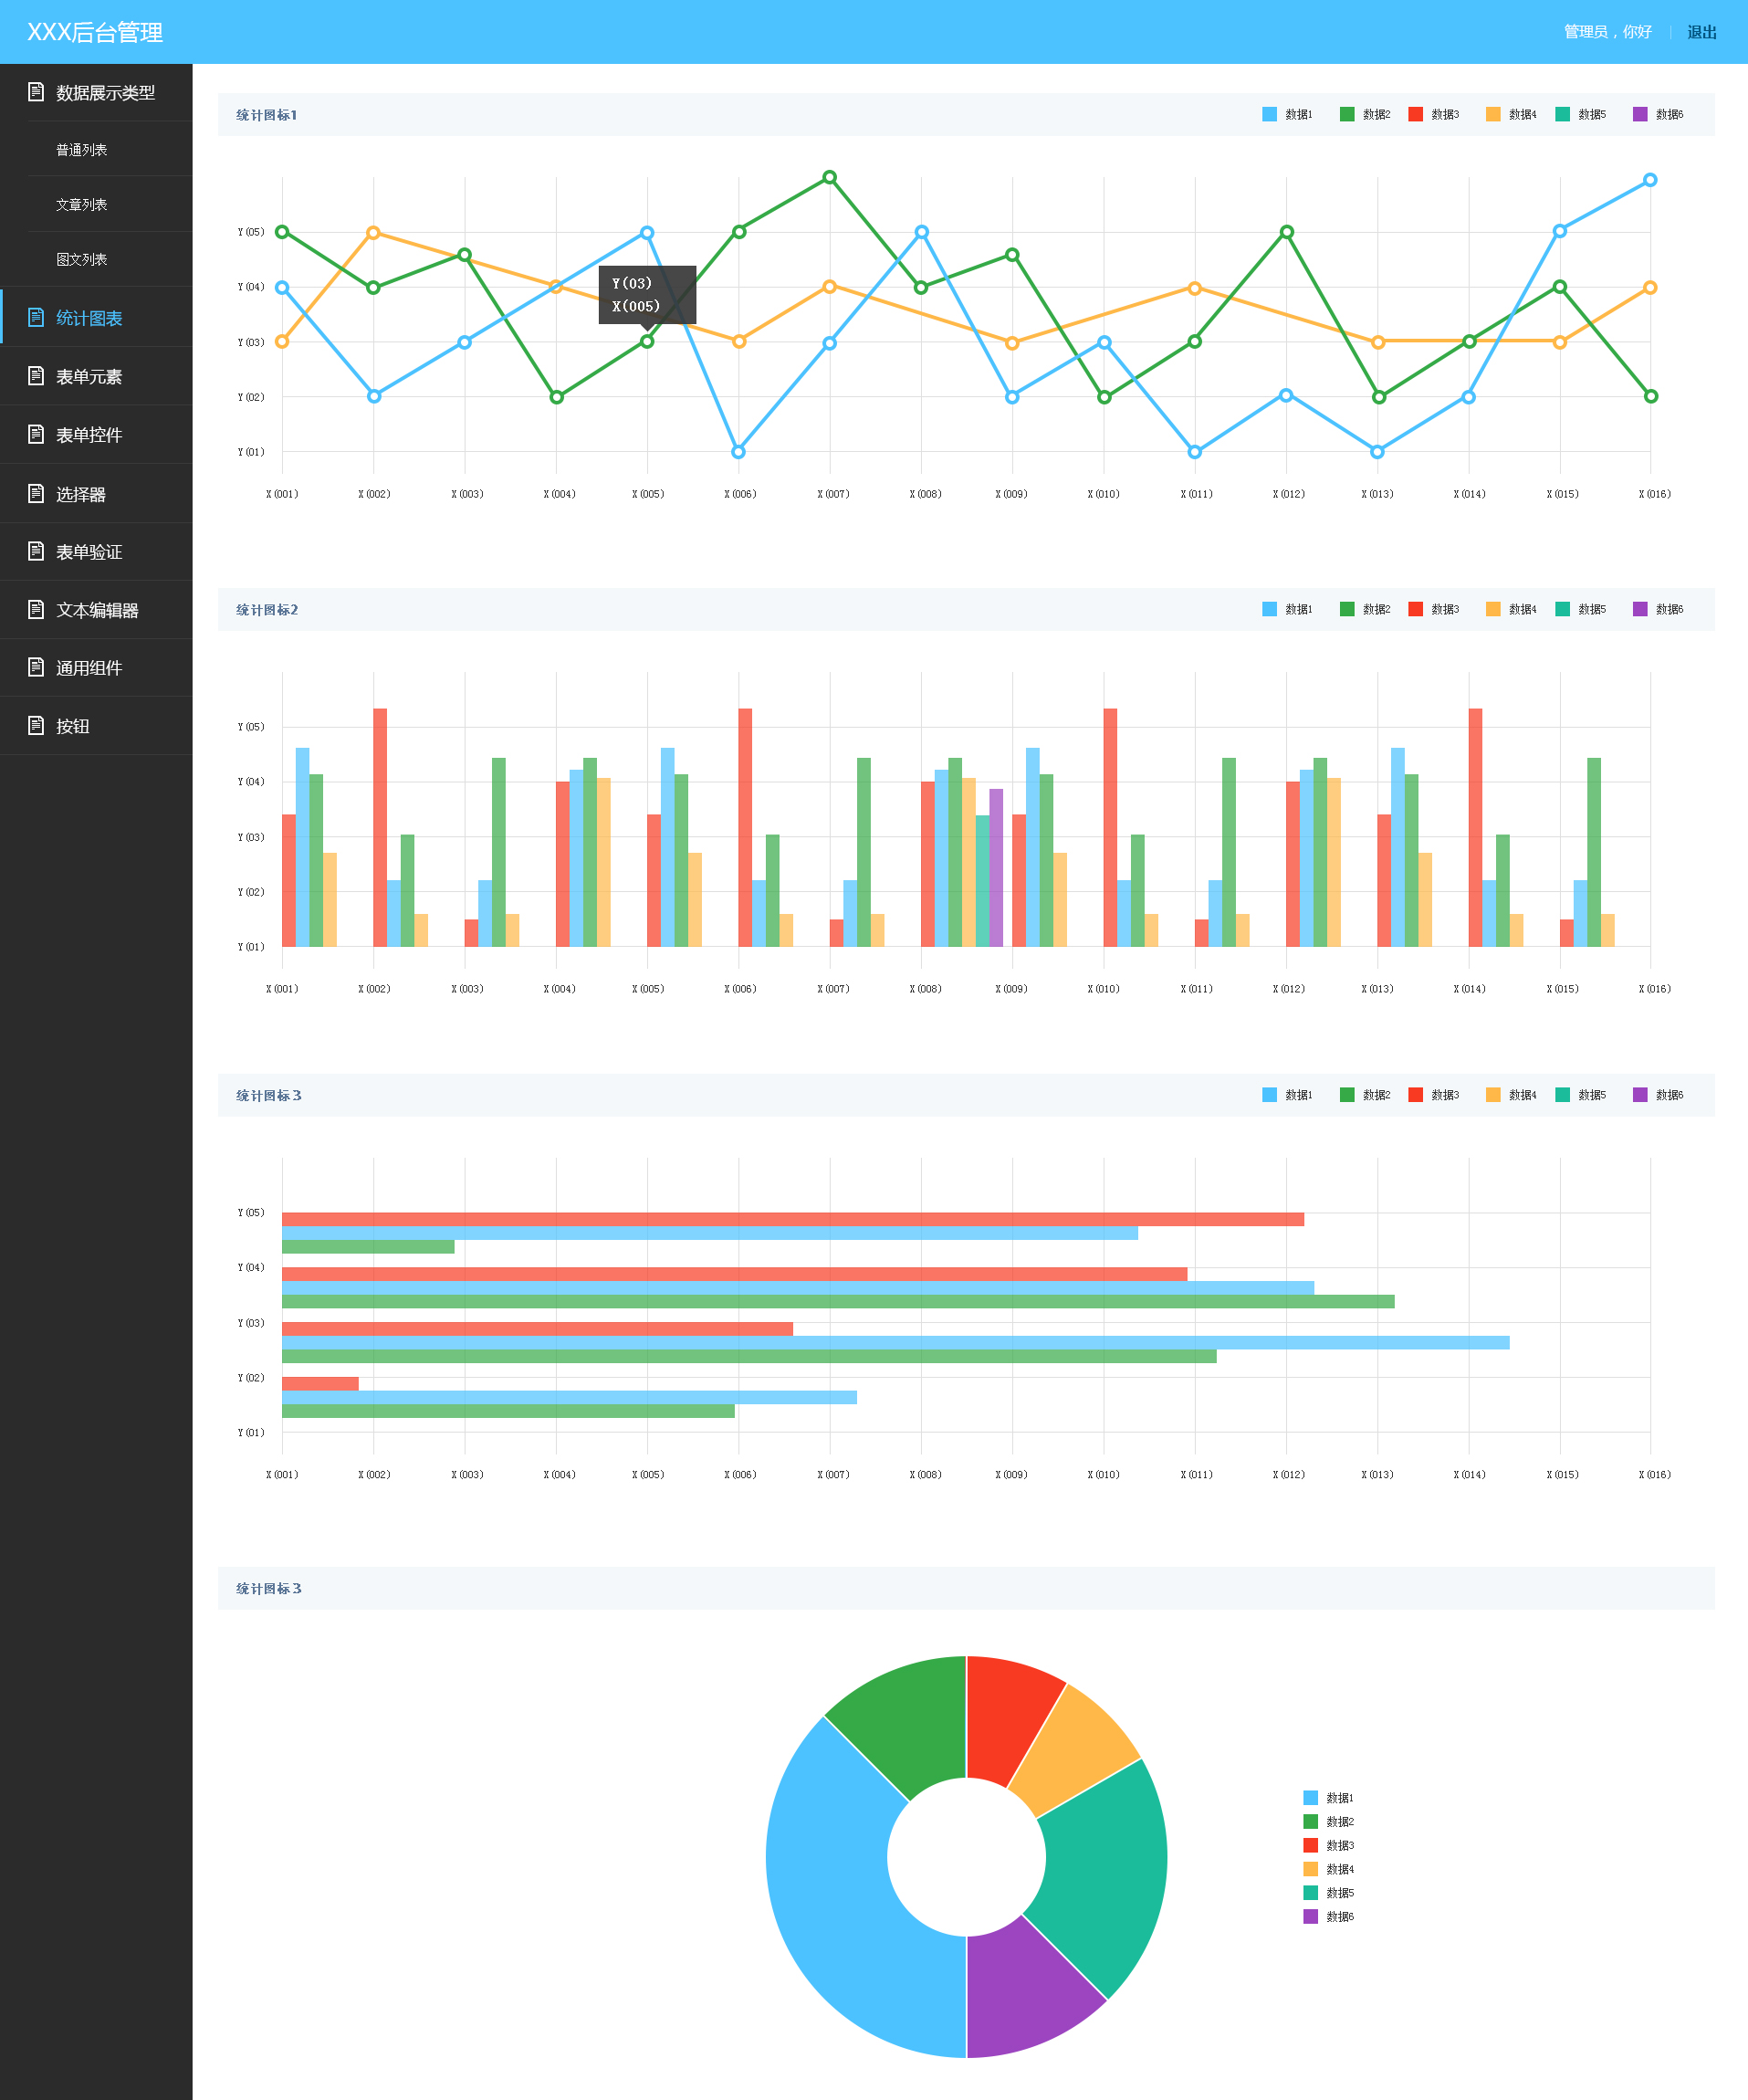 XXX后台管理
管理员，你好 | 退出
数据展示类型
普通列表
文章列表
图文列表
统计图表
表单元素
表单控件
选择器
表单验证
文本编辑器
通用组件
按钮
统计图标1
数据1 数据2 数据3 数据4 数据5 数据6
Y(05)
Y(04)
Y(03)
Y(02)
Y(01)
Y(03)
X(005)
X(001) X(002) X(003) X(004) X(005) X(006) X(007) X(008) X(009) X(010) X(011) X(012) X(013) X(014) X(015) X(016)
统计图标2
数据1 数据2 数据3 数据4 数据5 数据6
Y(05)
Y(04)
Y(03)
Y(02)
Y(01)
X(001) X(002) X(003) X(004) X(005) X(006) X(007) X(008) X(009) X(010) X(011) X(012) X(013) X(014) X(015) X(016)
统计图标３
数据1 数据2 数据3 数据4 数据5 数据6
Y(05)
Y(04)
Y(03)
Y(02)
Y(01)
X(001) X(002) X(003) X(004) X(005) X(006) X(007) X(008) X(009) X(010) X(011) X(012) X(013) X(014) X(015) X(016)
统计图标３
数据1
数据2
数据3
数据4
数据5
数据6